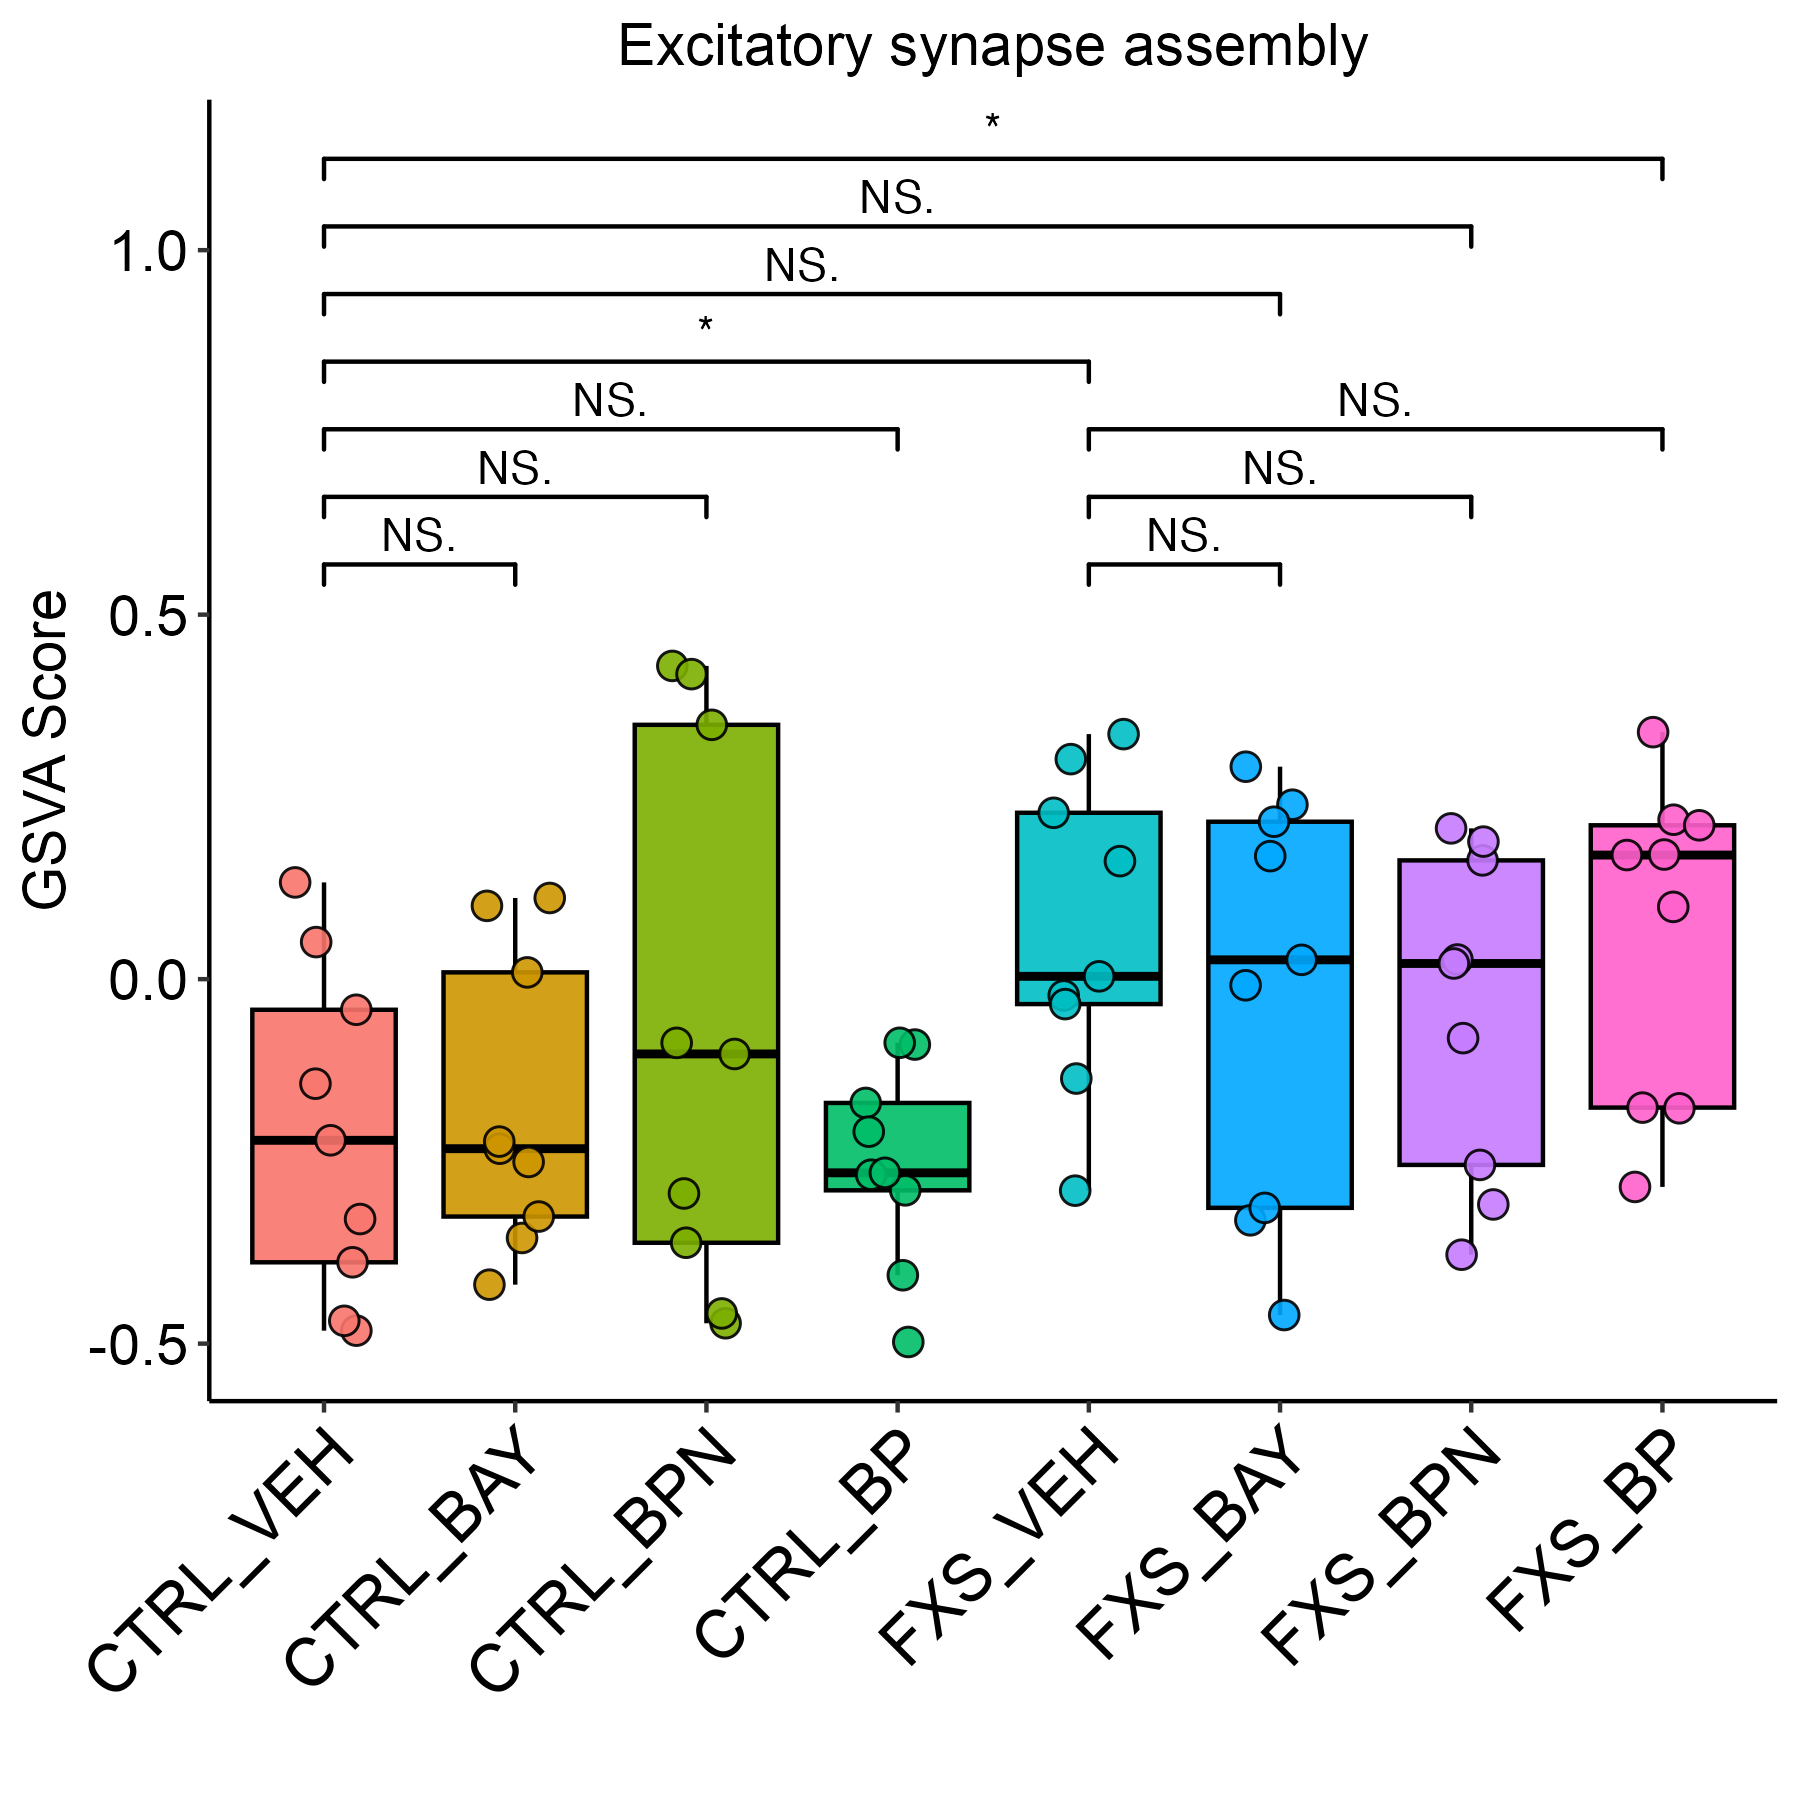 Excitatory synapse assembly
*
NS.
1.0
NS.
*
NS.
NS.
NS.
NS.
NS.
NS.
0.5
GSVA Score
0.0
-0.5
CTRL_VEH
CTRL_BAY
CTRL_BPN
CTRL_BP
FXS_VEH
FXS_BAY
FXS_BPN
FXS_BP